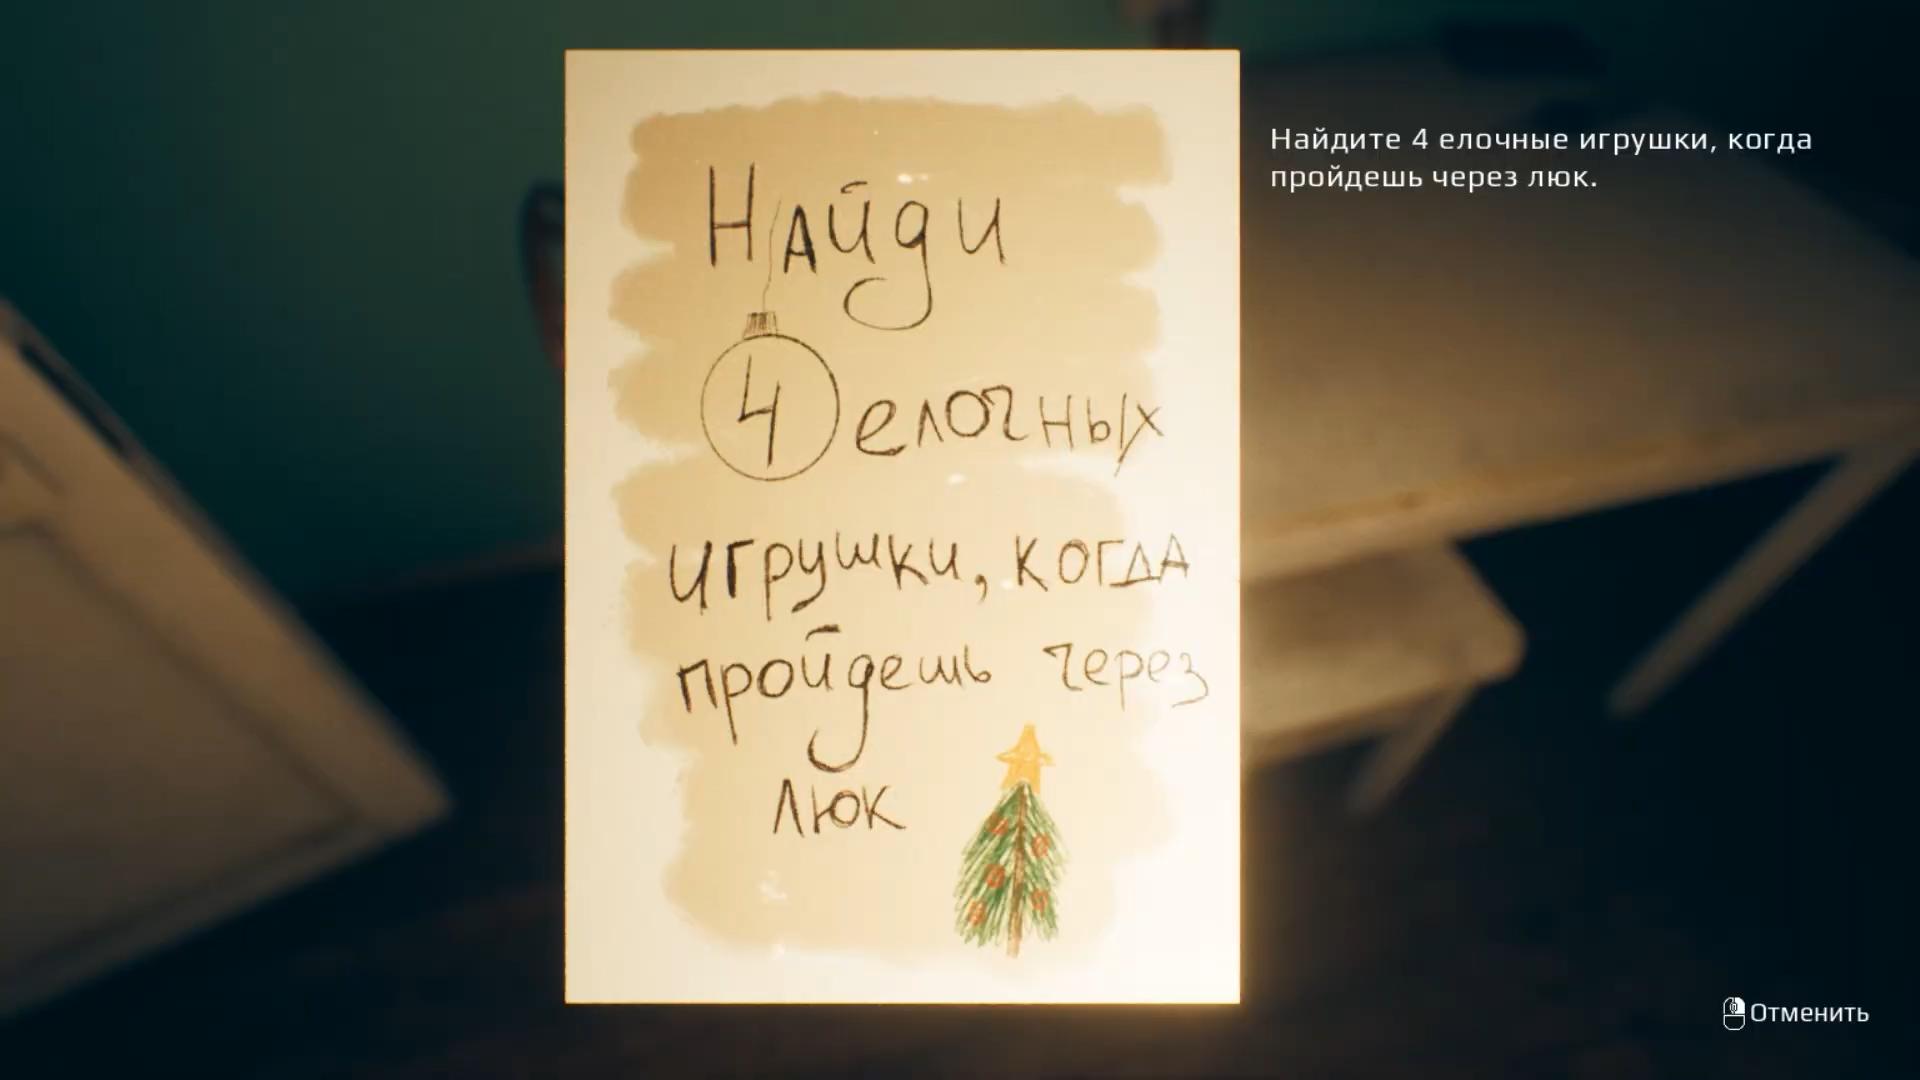 Найди
4 елочных
игрушки, когда
пройдешь через
люк
Найдите 4 елочные игрушки, когда
пройдешь через люк.
Отменить